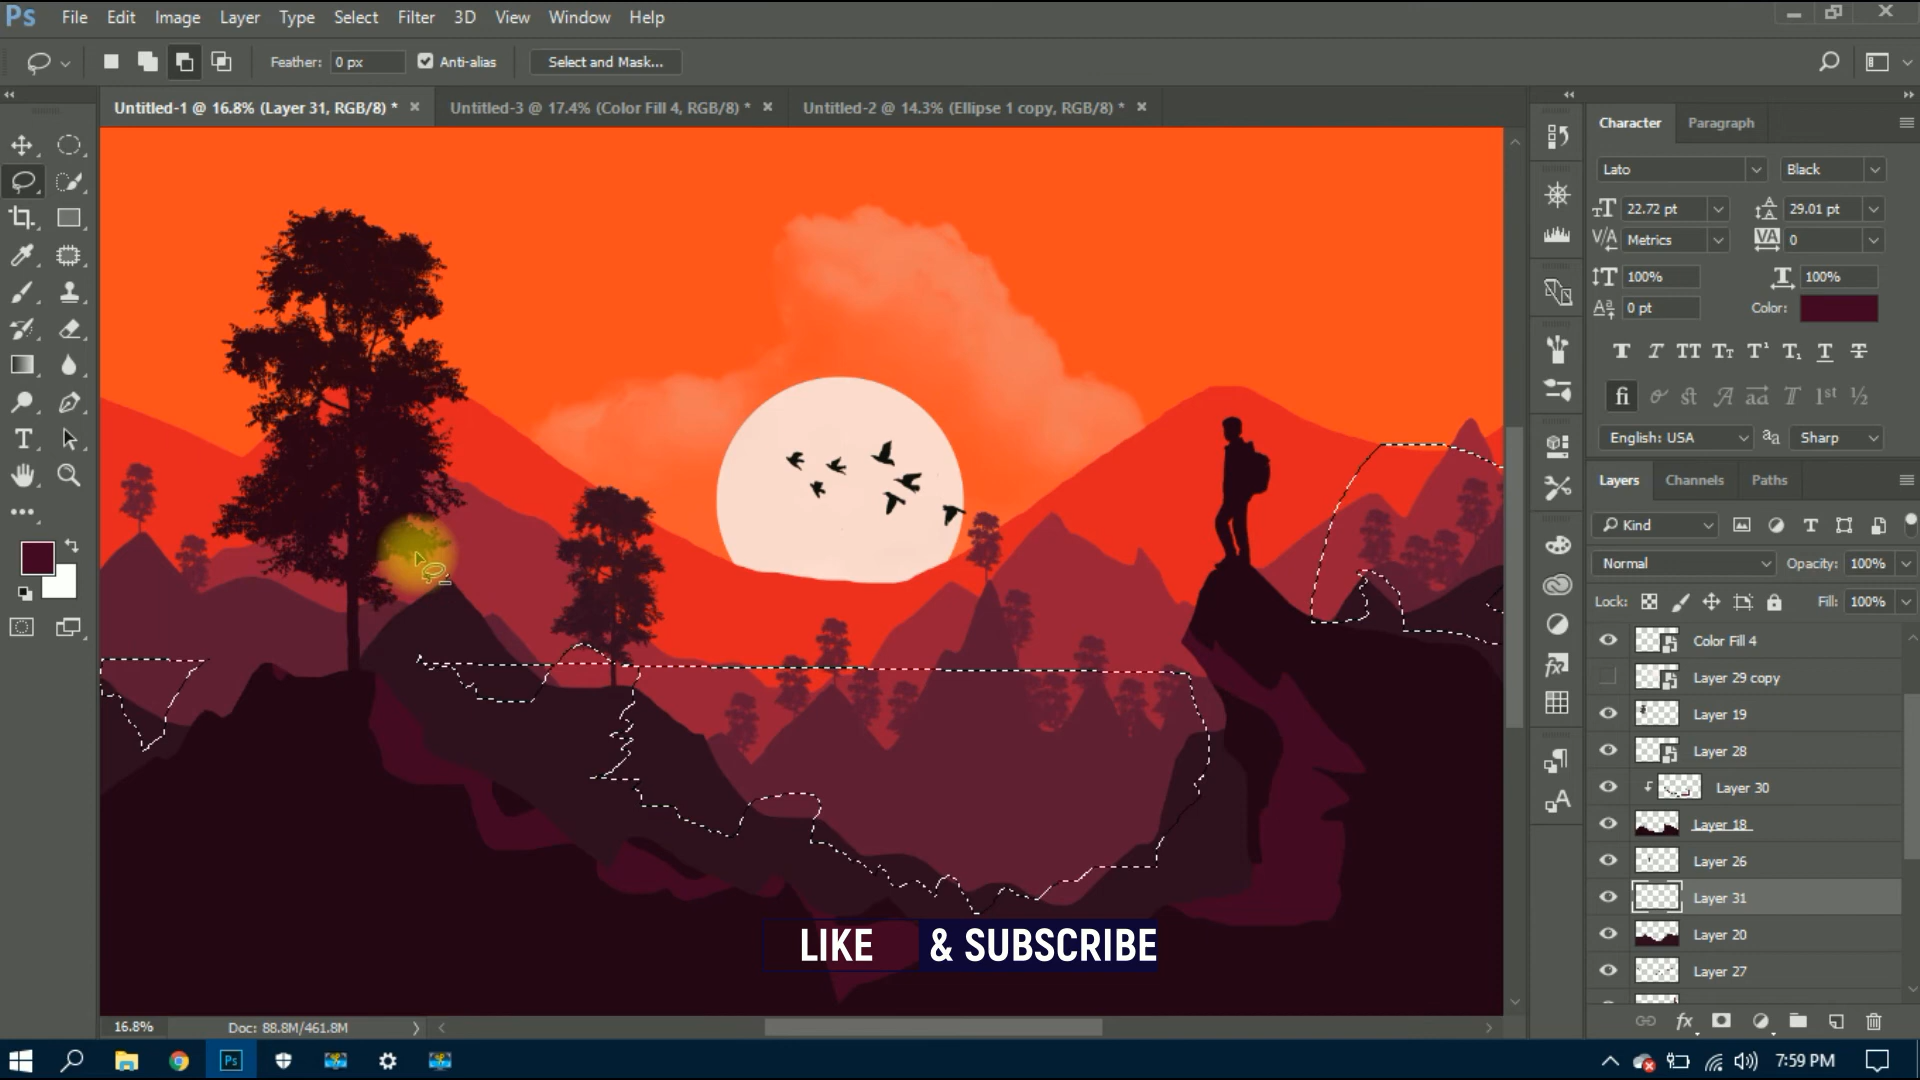 Ps File Edit Image Layer Type Select Filter 3D View Window Help
Feather: 0 px Anti-alias Select and Mask...
Untitled-1 @ 16.8% (Layer 31, RGB/8) * Untitled-3 @ 17.4% (Color Fill 4, RGB/8) * Untitled-2 @ 14.3% (Ellipse 1 copy, RGB/8) *
Character Paragraph
Lato Black
22.72 pt 29.01 pt
Metrics 0
100% 100%
0 pt Color:
English: USA aa Sharp
Layers Channels Paths
Kind
Normal Opacity: 100%
Lock: Fill: 100%
Color Fill 4
Layer 29 copy
Layer 19
Layer 28
Layer 30
Layer 18
Layer 26
Layer 31
Layer 20
Layer 27
LIKE & SUBSCRIBE
16.8% Doc: 88.8M/461.8M
Ps 7:59 PM